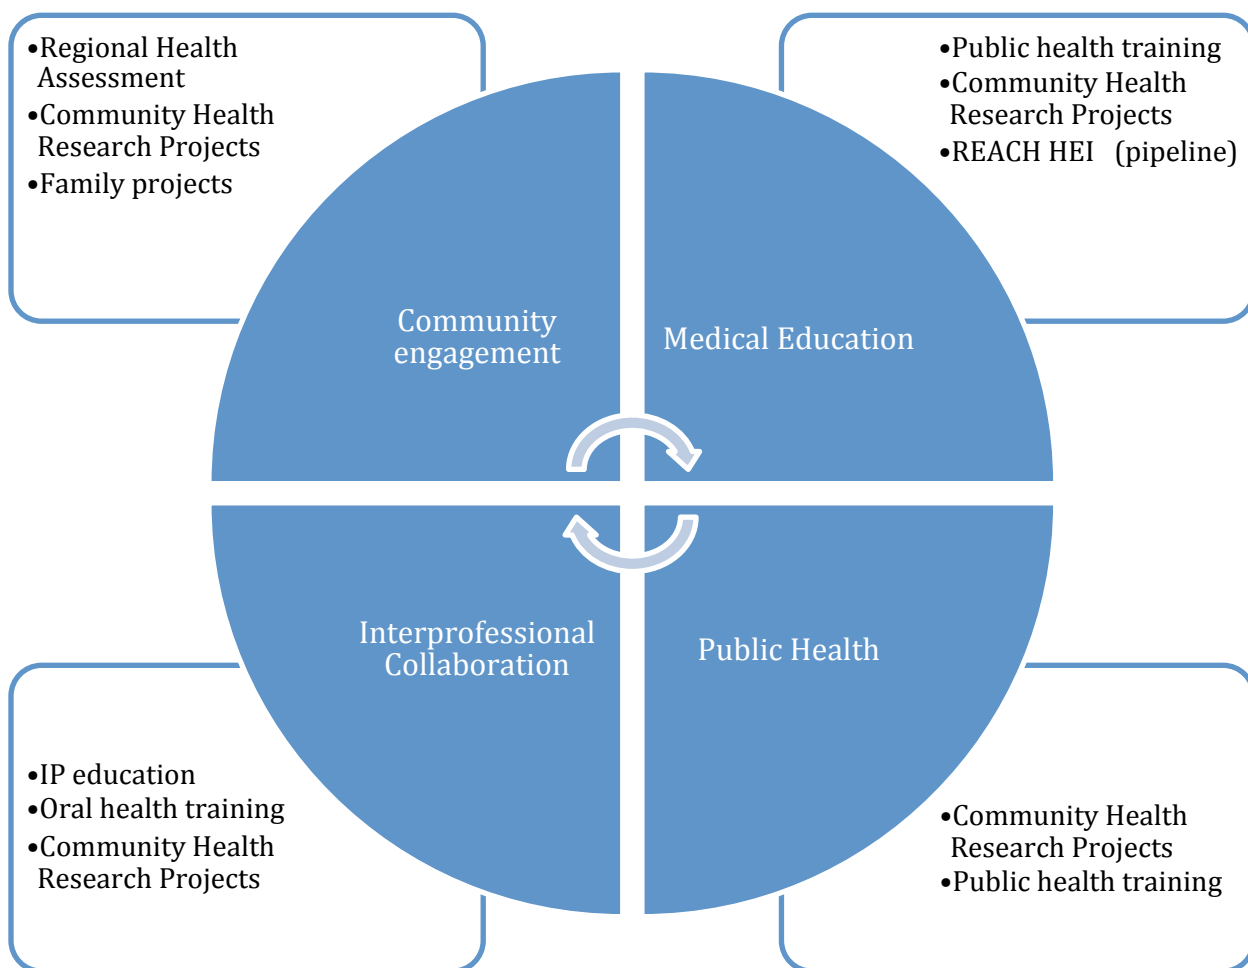 •Regional Health
Assessment
•Community Health
Research Projects
•Family projects
•Public health training
•Community Health
Research Projects
•REACH HEI (pipeline)
Community
engagement
Medical Education
Interprofessional
Collaboration
Public Health
•IP education
•Oral health training
•Community Health
Research Projects
•Community Health
Research Projects
•Public health training